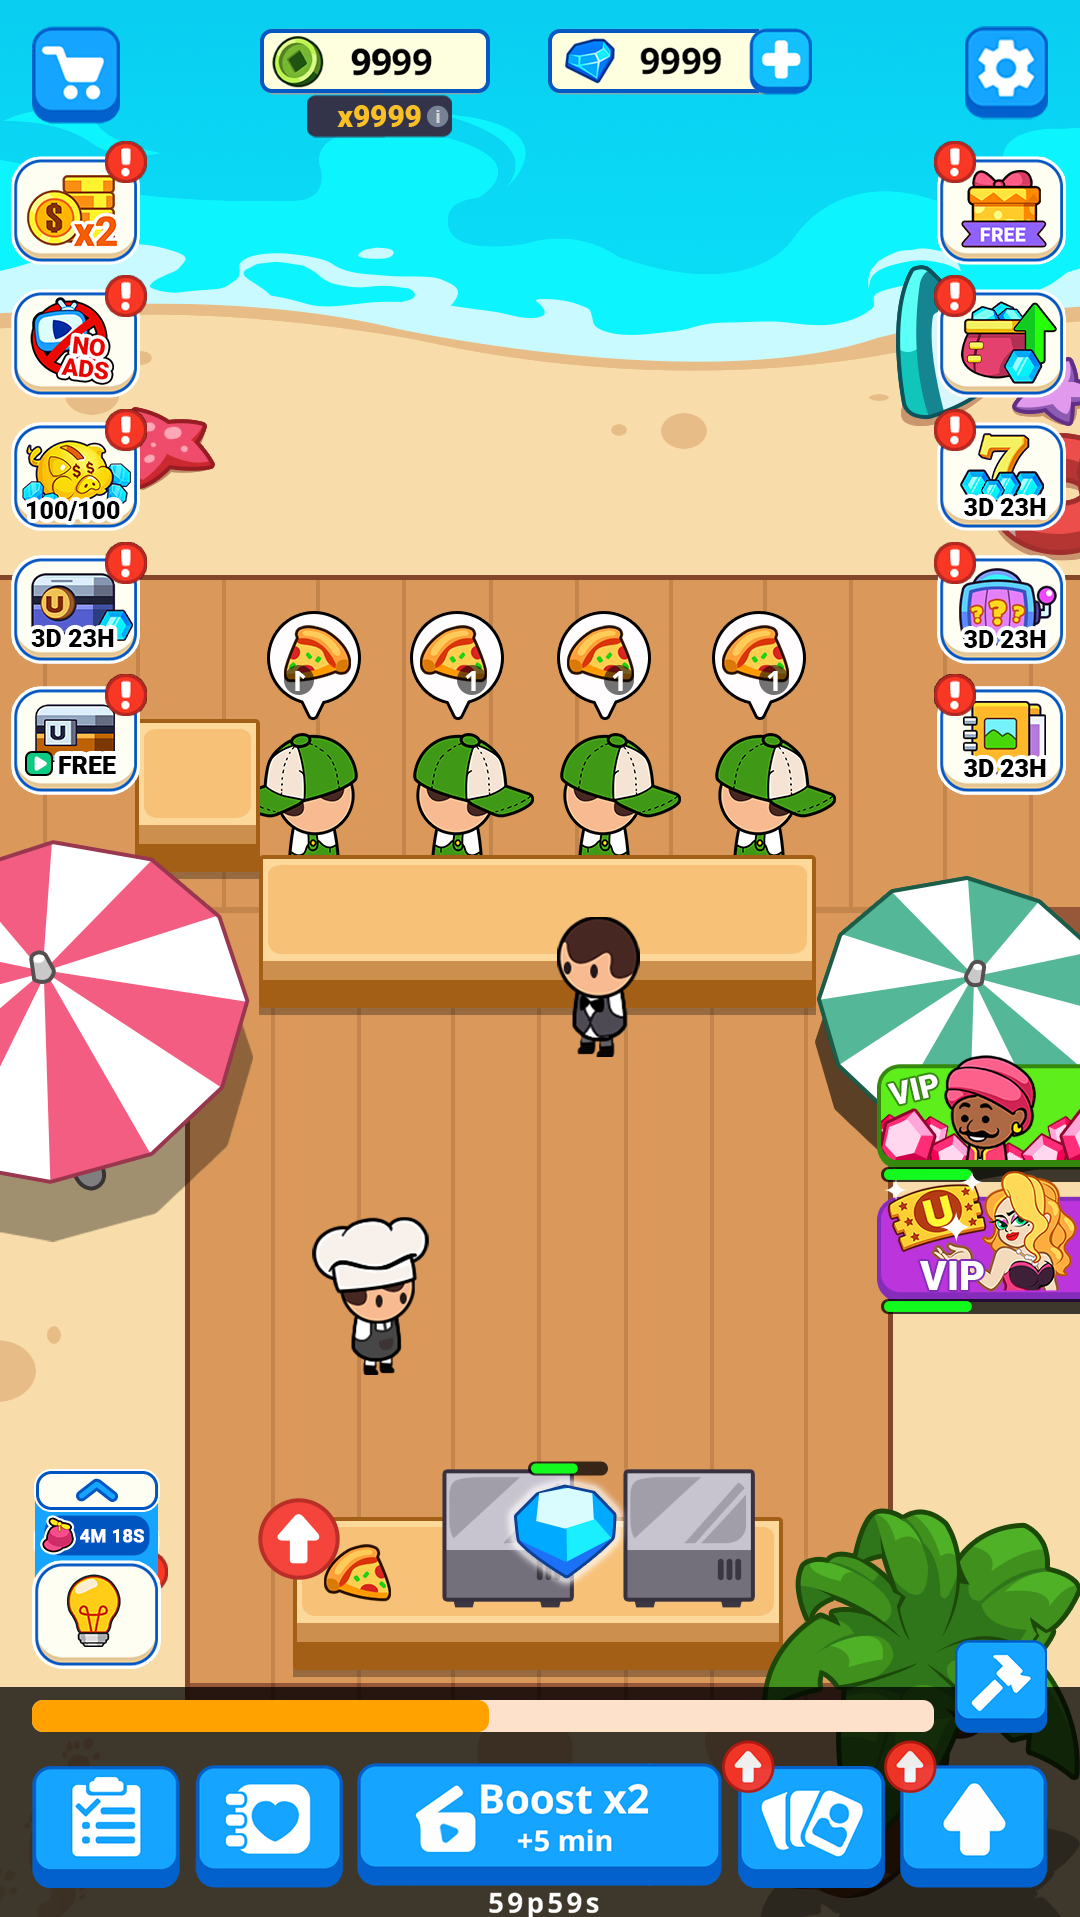 9999
9999
x9999 i
x2
FREE
NO
ADS
100/100
7
3D 23H
U
3D 23H
???
3D 23H
U
FREE
3D 23H
1
1
1
1
VIP
U
VIP
4M 18S
Boost x2
+5 min
59p59s